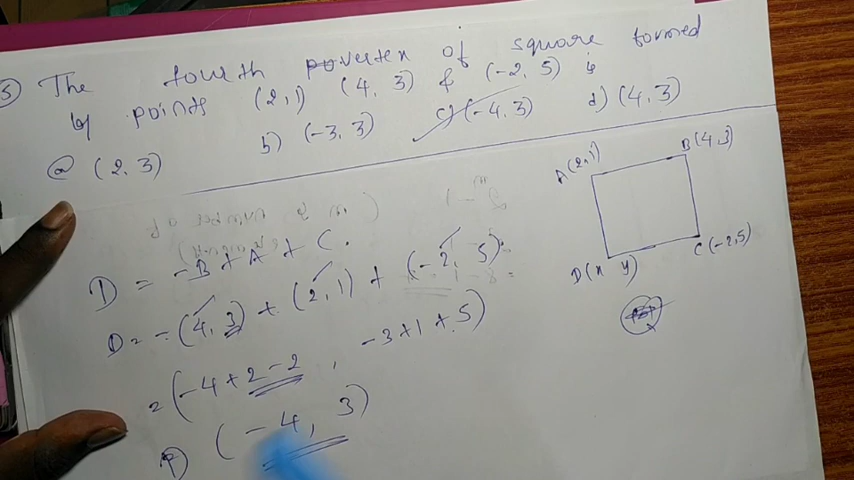 5) The fourth vertex of square formed
by points (2,1) (4, 3) & (-2, 5) is
a (2,3) b) (-3, 3) c) (-4, 3) d) (4, 3)
A(2,1) B(4,3)
C(-2,5)
D(x y)
D = -B + A + C.
D = -(4, 3) + (2, 1) + (-2, 5)
= (-4+2-2, -3+1+5)
(-4, 3)